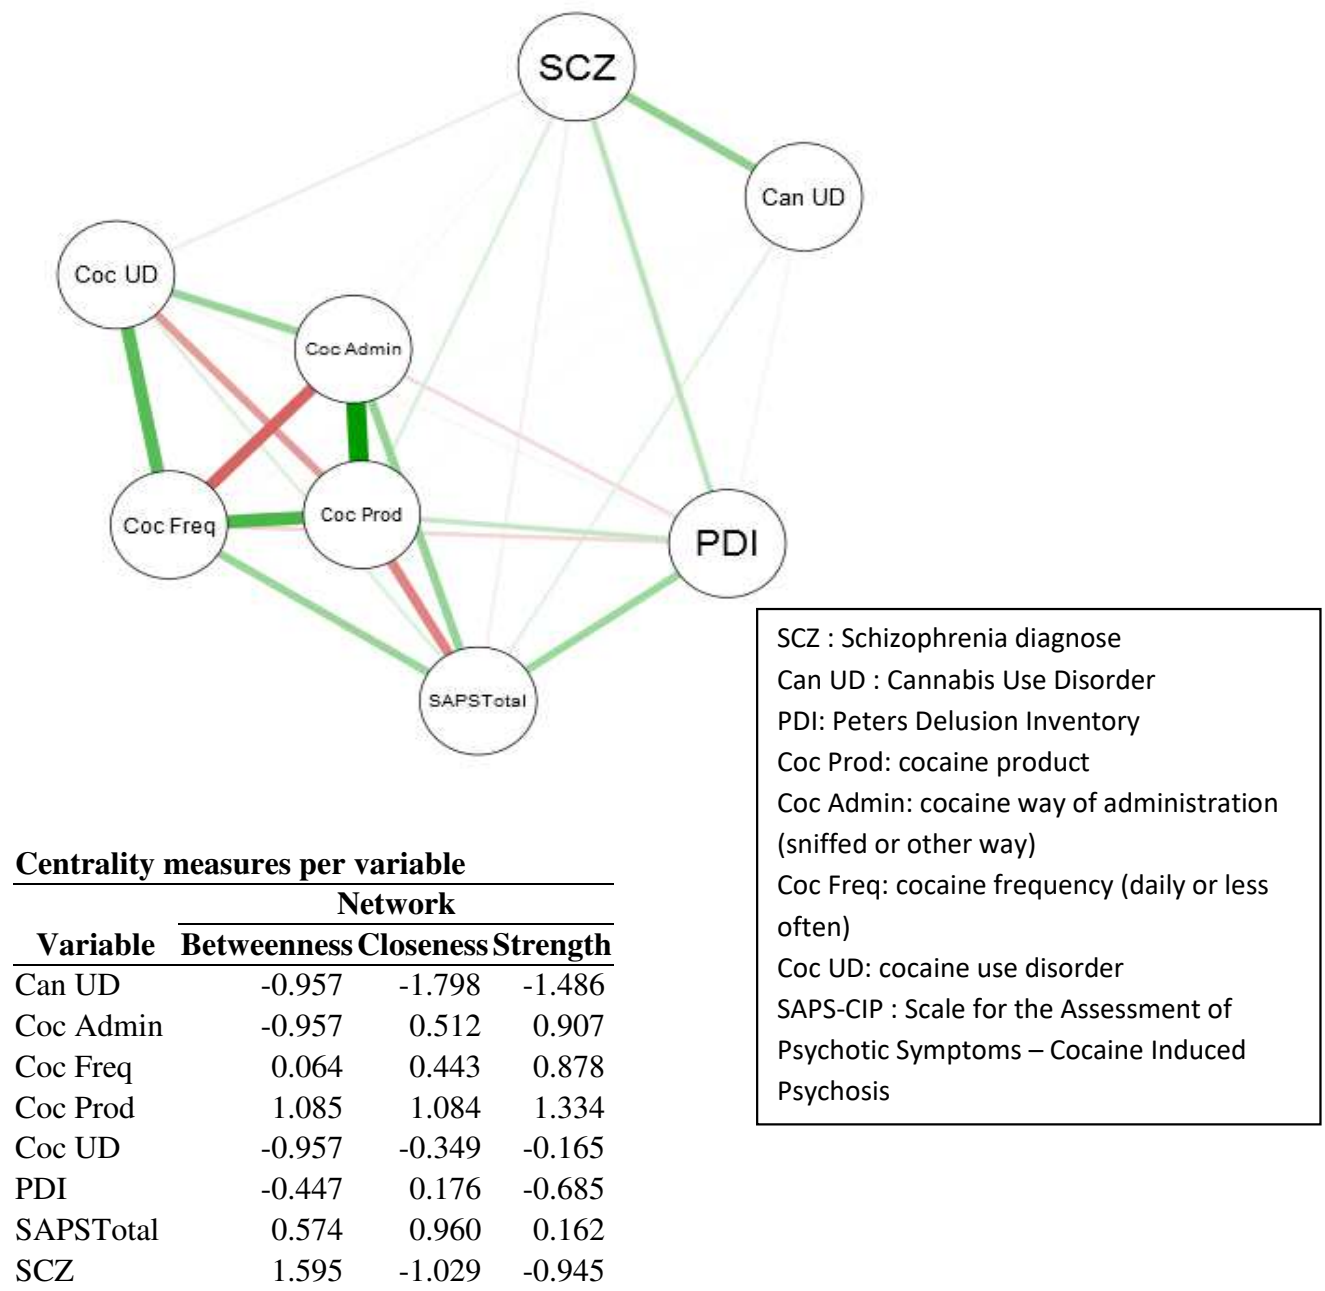 SCZ
Can UD
Coc UD
Coc Admin
Coc Freq
Coc Prod
PDI
SAPSTotal
SCZ : Schizophrenia diagnose
Can UD : Cannabis Use Disorder
PDI: Peters Delusion Inventory
Coc Prod: cocaine product
Coc Admin: cocaine way of administration
(sniffed or other way)
Coc Freq: cocaine frequency (daily or less
often)
Coc UD: cocaine use disorder
SAPS-CIP : Scale for the Assessment of
Psychotic Symptoms – Cocaine Induced
Psychosis
Centrality measures per variable
Network
Variable Betweenness Closeness Strength
Can UD -0.957 -1.798 -1.486
Coc Admin -0.957 0.512 0.907
Coc Freq 0.064 0.443 0.878
Coc Prod 1.085 1.084 1.334
Coc UD -0.957 -0.349 -0.165
PDI -0.447 0.176 -0.685
SAPSTotal 0.574 0.960 0.162
SCZ 1.595 -1.029 -0.945